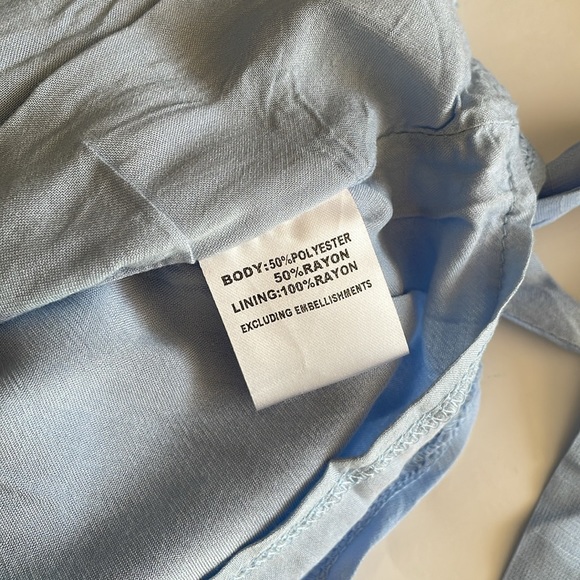 BODY:50%POLYESTER
50%RAYON
LINING:100%RAYON
EXCLUDING EMBELLISHMENTS